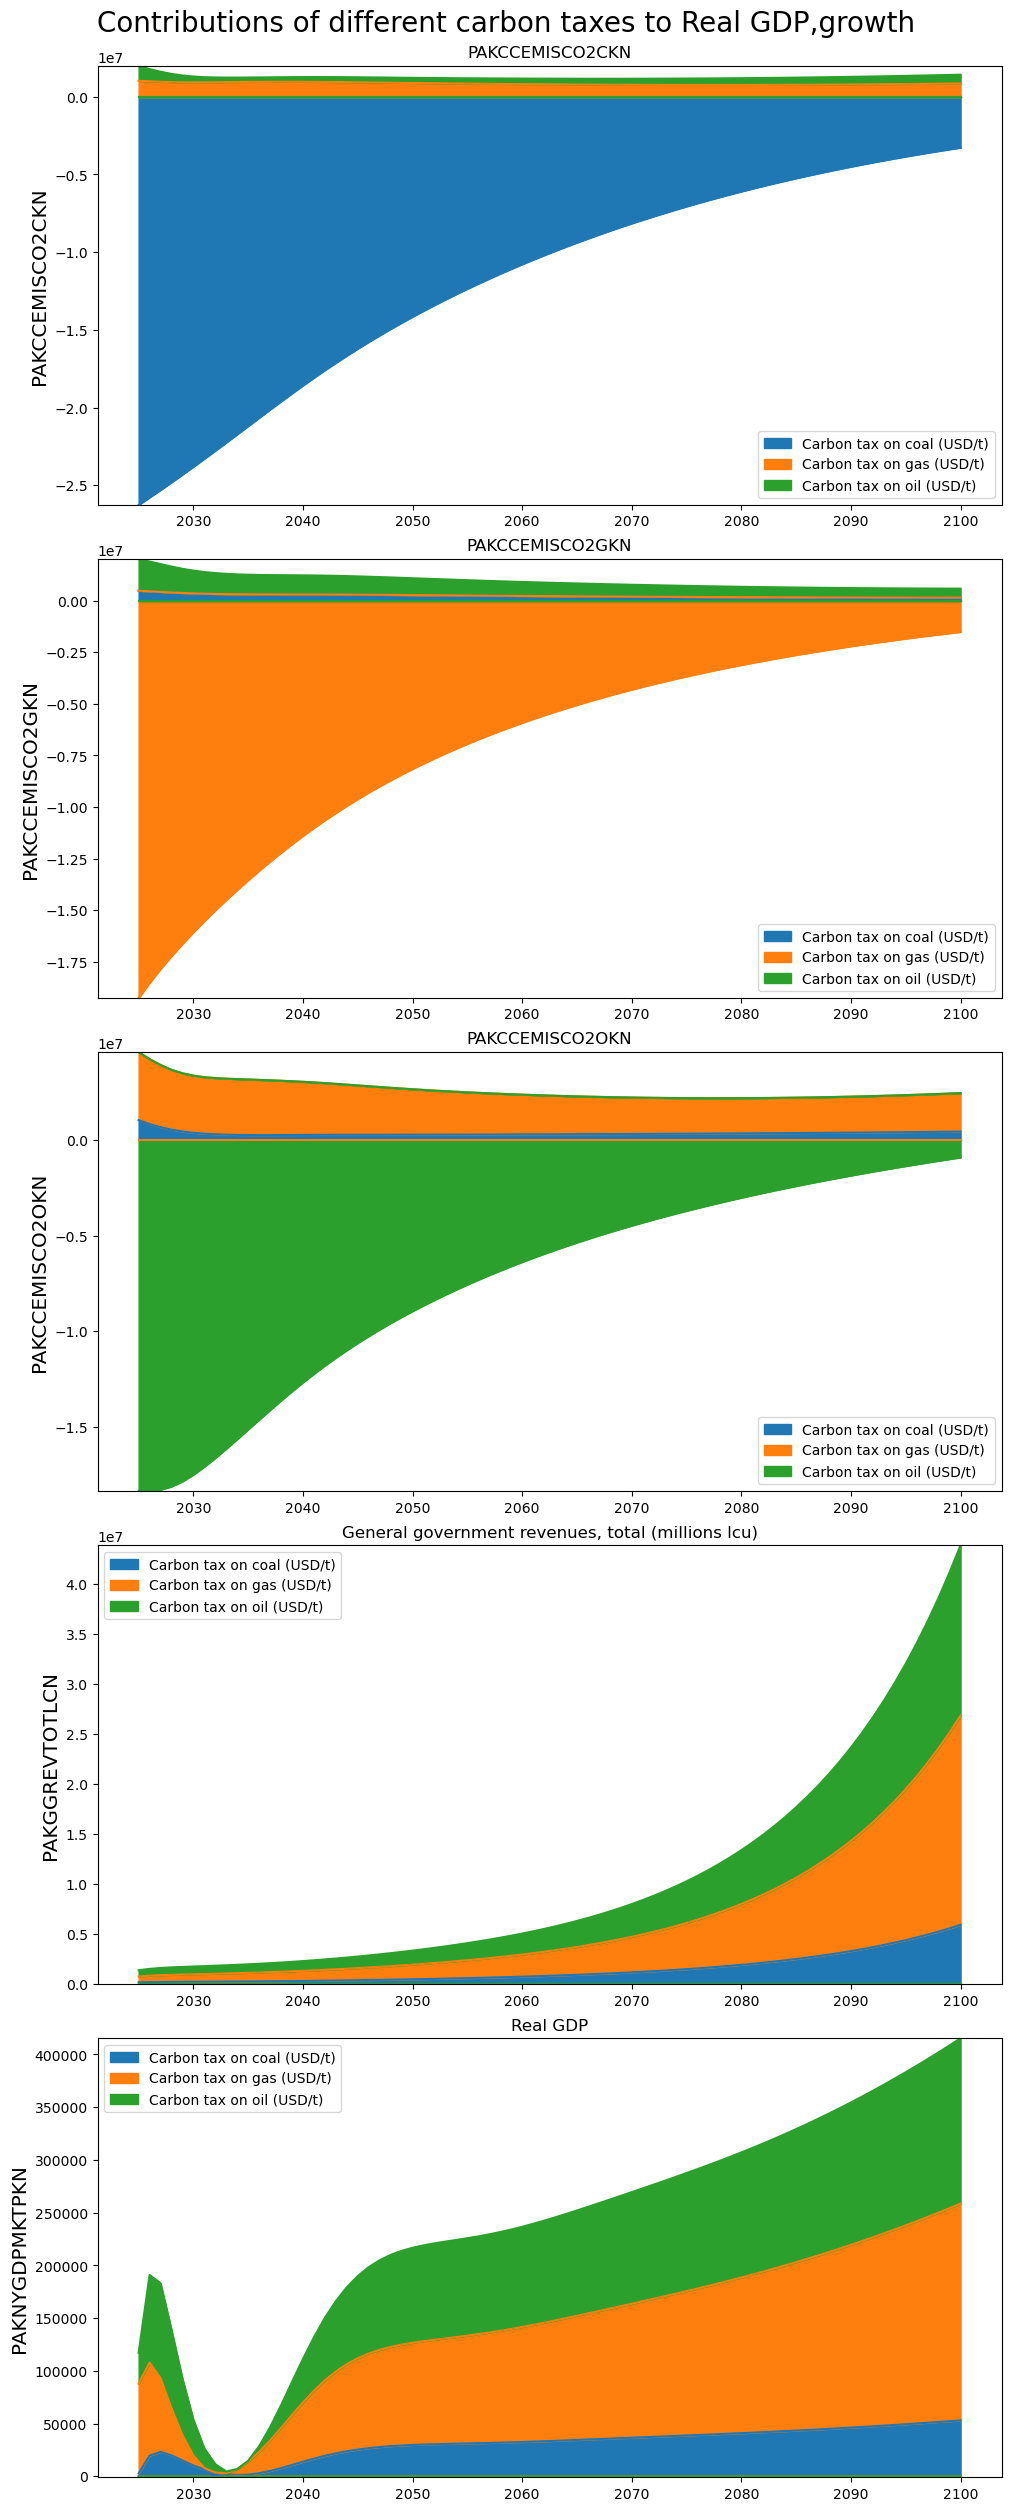 Contributions of different carbon taxes to Real GDP,growth
PAKCCEMISCO2CKN
1e7
0.0
−0.5
−1.0
−1.5
−2.0
−2.5
PAKCCEMISCO2CKN
Carbon tax on coal (USD/t)
Carbon tax on gas (USD/t)
Carbon tax on oil (USD/t)
2030 2040 2050 2060 2070 2080 2090 2100
PAKCCEMISCO2GKN
1e7
0.00
−0.25
−0.50
−0.75
−1.00
−1.25
−1.50
−1.75
PAKCCEMISCO2GKN
Carbon tax on coal (USD/t)
Carbon tax on gas (USD/t)
Carbon tax on oil (USD/t)
2030 2040 2050 2060 2070 2080 2090 2100
PAKCCEMISCO2OKN
1e7
0.0
−0.5
−1.0
−1.5
PAKCCEMISCO2OKN
Carbon tax on coal (USD/t)
Carbon tax on gas (USD/t)
Carbon tax on oil (USD/t)
2030 2040 2050 2060 2070 2080 2090 2100
General government revenues, total (millions lcu)
1e7
Carbon tax on coal (USD/t)
Carbon tax on gas (USD/t)
Carbon tax on oil (USD/t)
4.0
3.5
3.0
2.5
2.0
1.5
1.0
0.5
0.0
PAKGGREVTOTLCN
2030 2040 2050 2060 2070 2080 2090 2100
Real GDP
Carbon tax on coal (USD/t)
Carbon tax on gas (USD/t)
Carbon tax on oil (USD/t)
400000
350000
300000
250000
200000
150000
100000
50000
0
PAKNYGDPMKTPKN
2030 2040 2050 2060 2070 2080 2090 2100